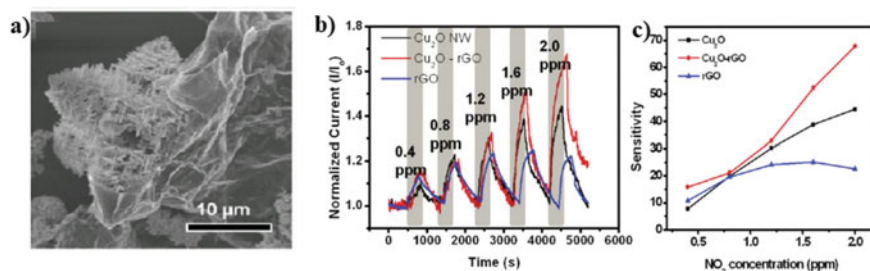 a)
10 µm
b)
Normalized Current (I/I₀)
1.8
1.6
1.4
1.2
1.0
Cu₂O NW
Cu₂O - rGO
rGO
0.4
ppm
0.8
ppm
1.2
ppm
1.6
ppm
2.0
ppm
0 1000 2000 3000 4000 5000 6000
Time (s)
c)
Sensitivity
70
60
50
40
30
20
10
0
Cu₂O
Cu₂O-rGO
rGO
0.5 1.0 1.5 2.0
NO₂ concentration (ppm)